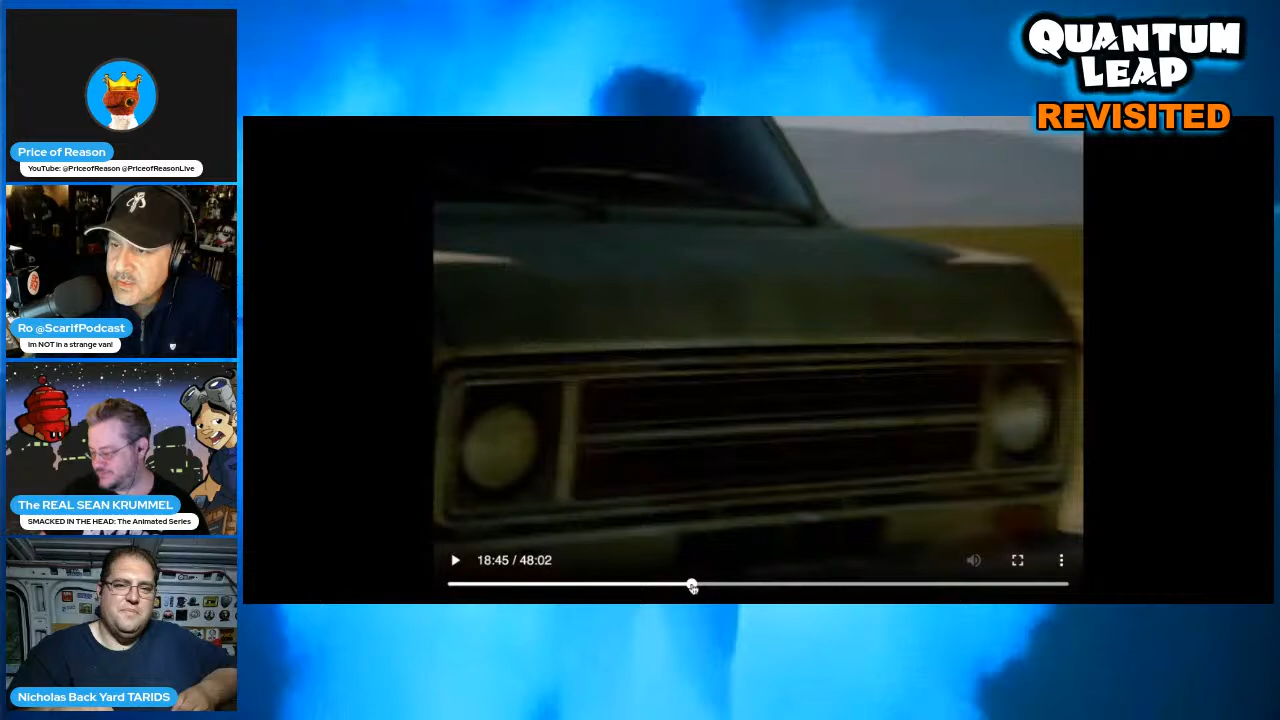 QUANTUM
LEAP
REVISITED
Price of Reason
YouTube: @PriceofReason @PriceofReasonLive
Ro @ScarifPodcast
Im NOT in a strange van!
The REAL SEAN KRUMMEL
SMACKED IN THE HEAD: The Animated Series
Nicholas Back Yard TARIDS
18:45 / 48:02